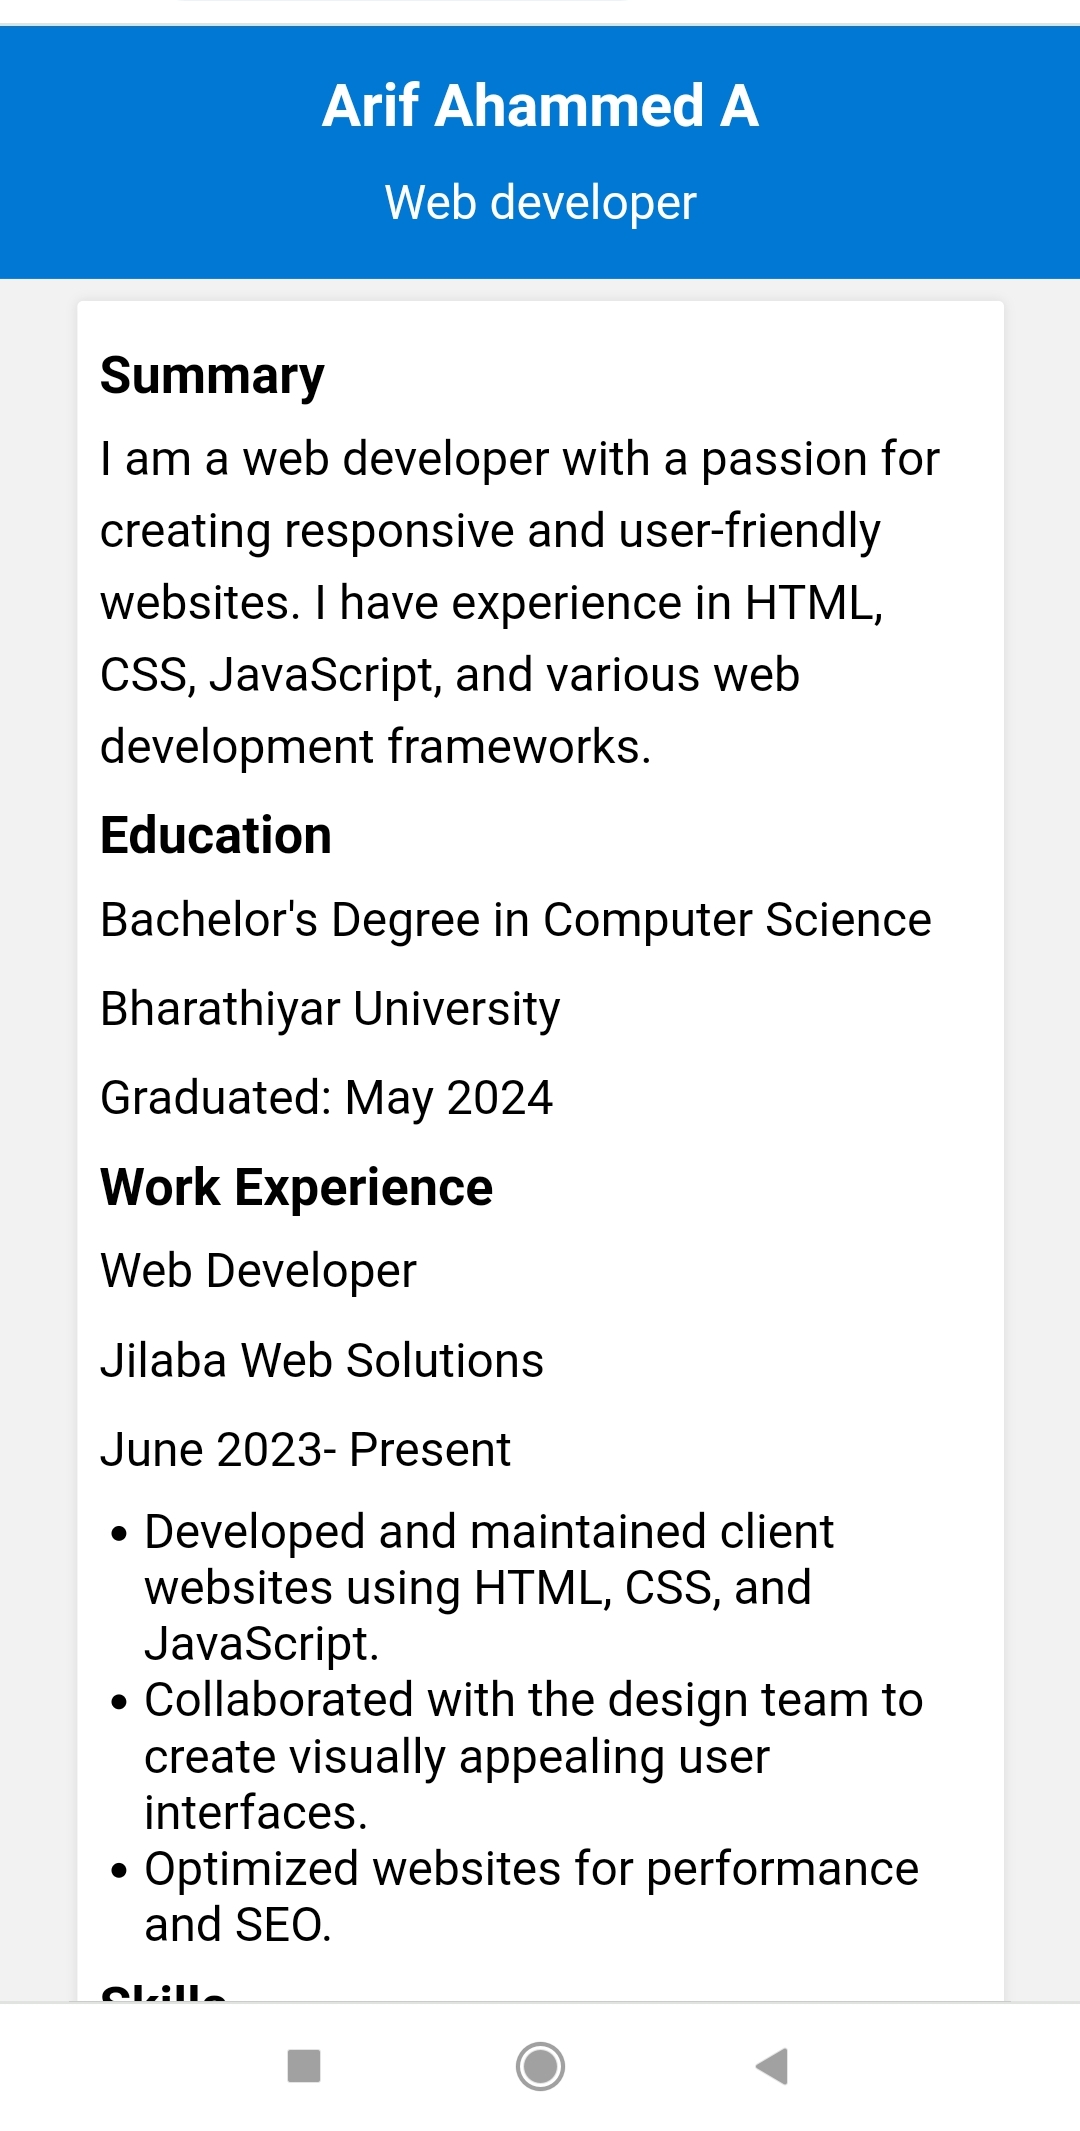 Arif Ahammed A
Web developer
Summary
I am a web developer with a passion for
creating responsive and user-friendly
websites. I have experience in HTML,
CSS, JavaScript, and various web
development frameworks.
Education
Bachelor's Degree in Computer Science
Bharathiyar University
Graduated: May 2024
Work Experience
Web Developer
Jilaba Web Solutions
June 2023- Present
• Developed and maintained client
websites using HTML, CSS, and
JavaScript.
• Collaborated with the design team to
create visually appealing user
interfaces.
• Optimized websites for performance
and SEO.
Skills